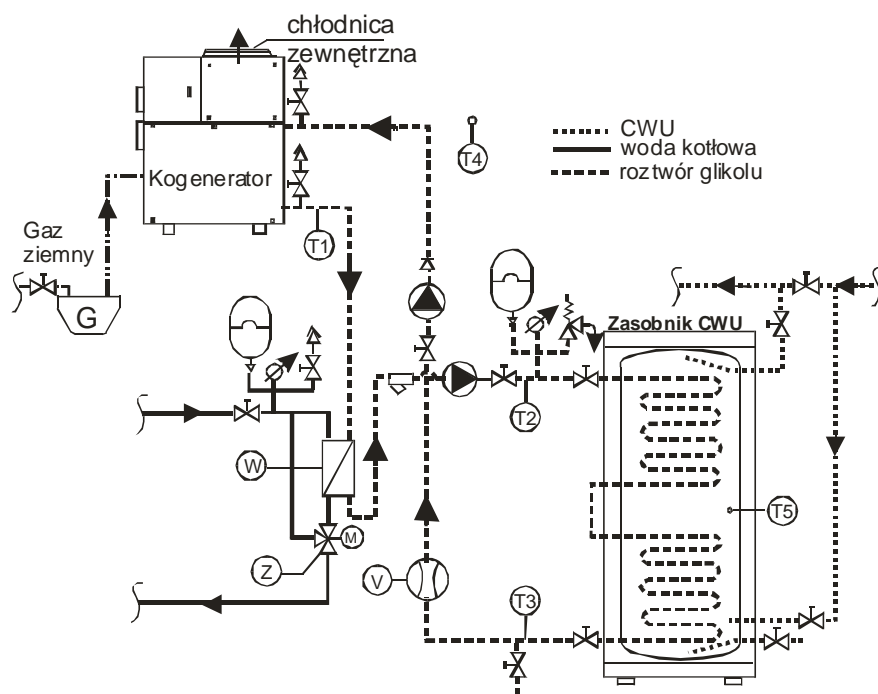 chłodnica
zewnętrzna
T4
CWU
woda kotłowa
roztwór glikolu
Kogenerator
T1
Gaz
ziemny
G
Zasobnik CWU
T2
W
T5
M
Z
V
T3